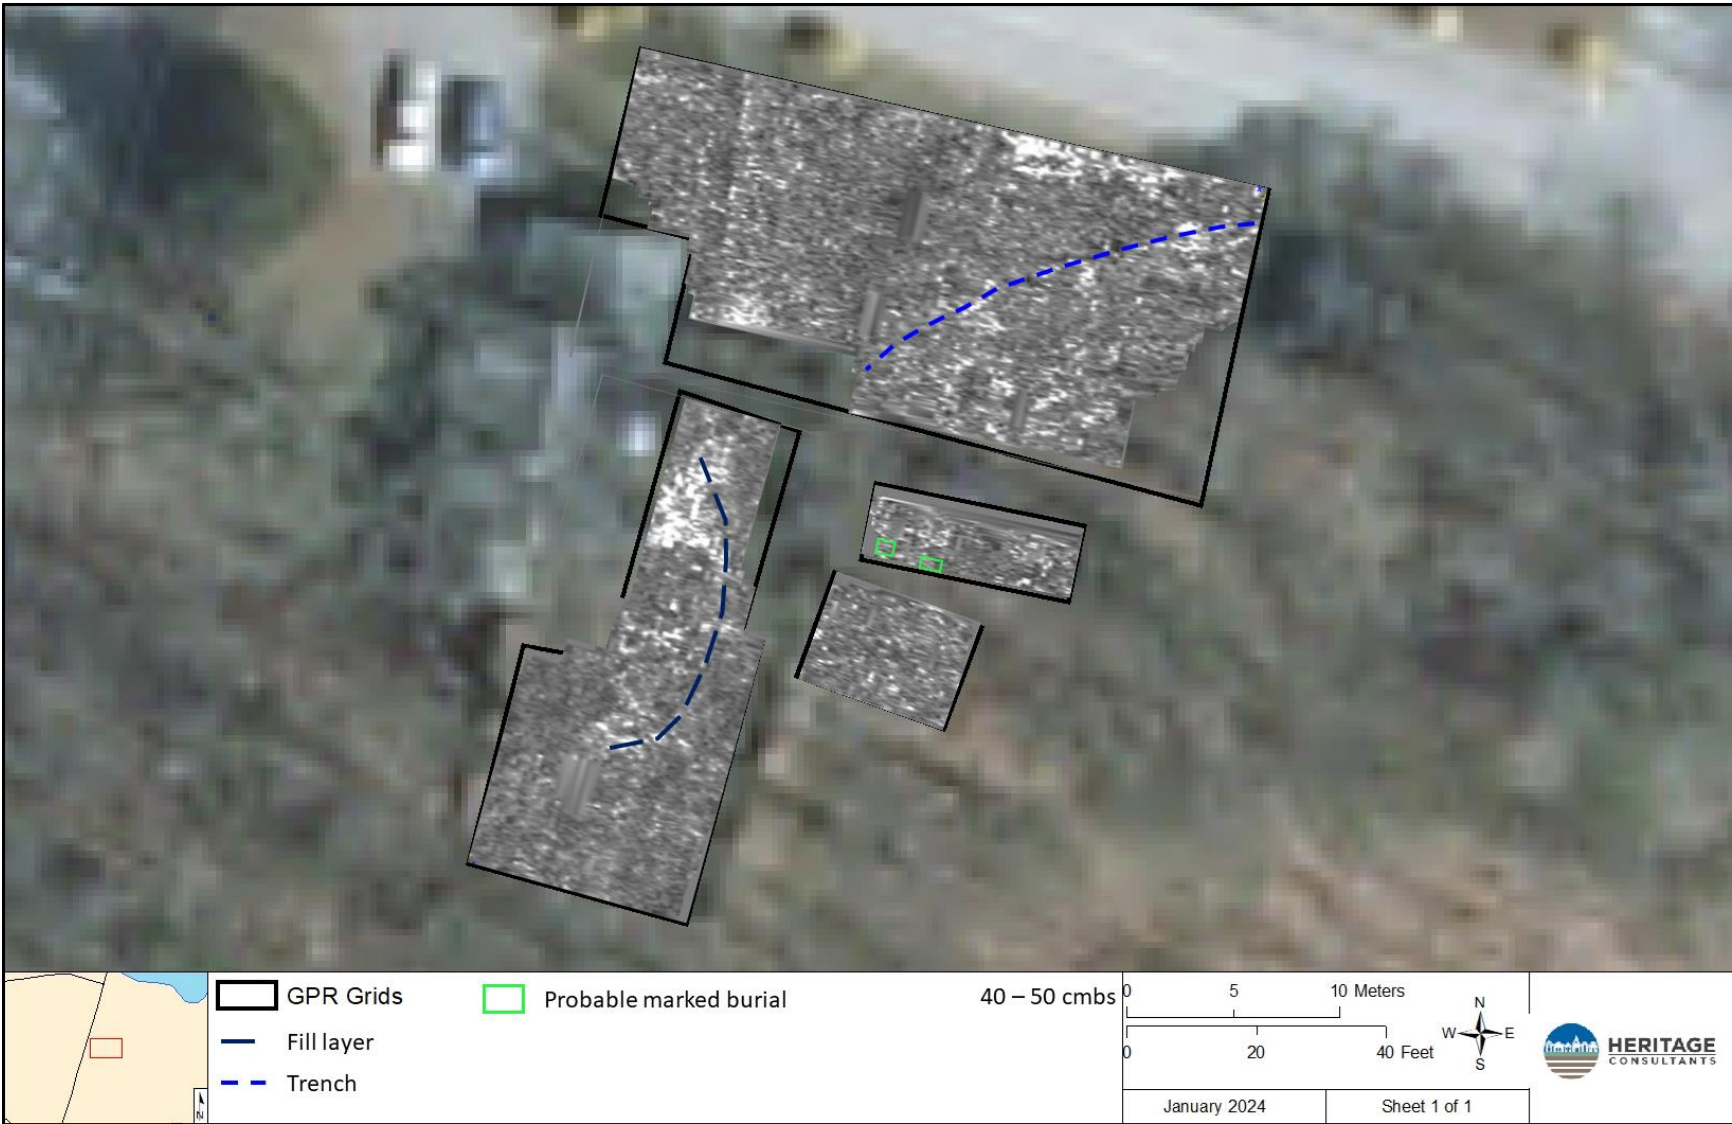 GPR Grids
Probable marked burial
40 – 50 cmbs
Fill layer
Trench
0 5 10 Meters
0 20 40 Feet
N
W E
S
N
January 2024
Sheet 1 of 1
HERITAGE
CONSULTANTS